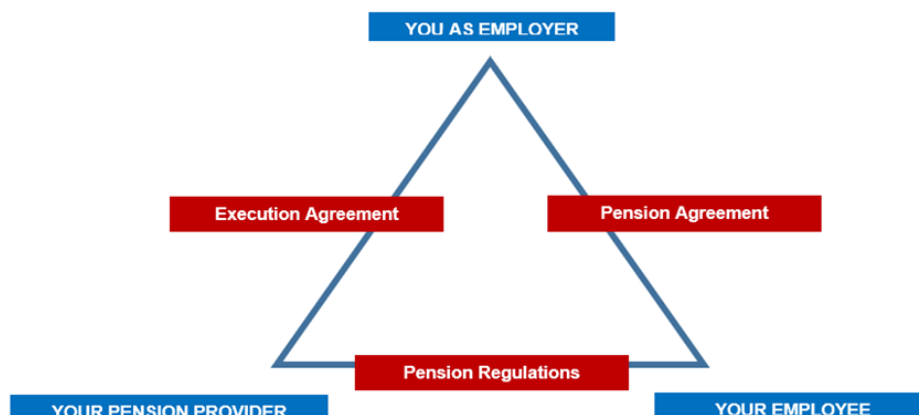 YOU AS EMPLOYER
Execution Agreement
Pension Agreement
Pension Regulations
YOUR PENSION PROVIDER
YOUR EMPLOYEE